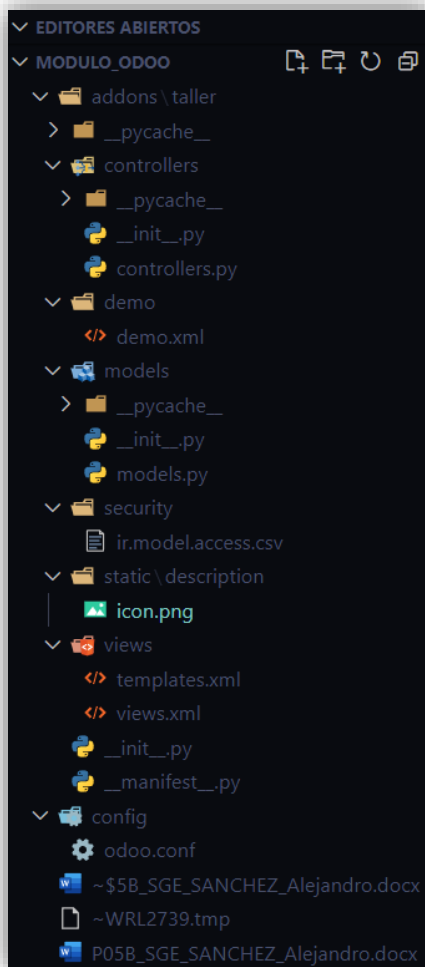 EDITORES ABIERTOS
MODULO_ODOO
addons\taller
__pycache__
controllers
__pycache__
__init__.py
controllers.py
demo
demo.xml
models
__pycache__
__init__.py
models.py
security
ir.model.access.csv
static\description
icon.png
views
templates.xml
views.xml
__init__.py
__manifest__.py
config
odoo.conf
~$5B_SGE_SANCHEZ_Alejandro.docx
~WRL2739.tmp
P05B_SGE_SANCHEZ_Alejandro.docx